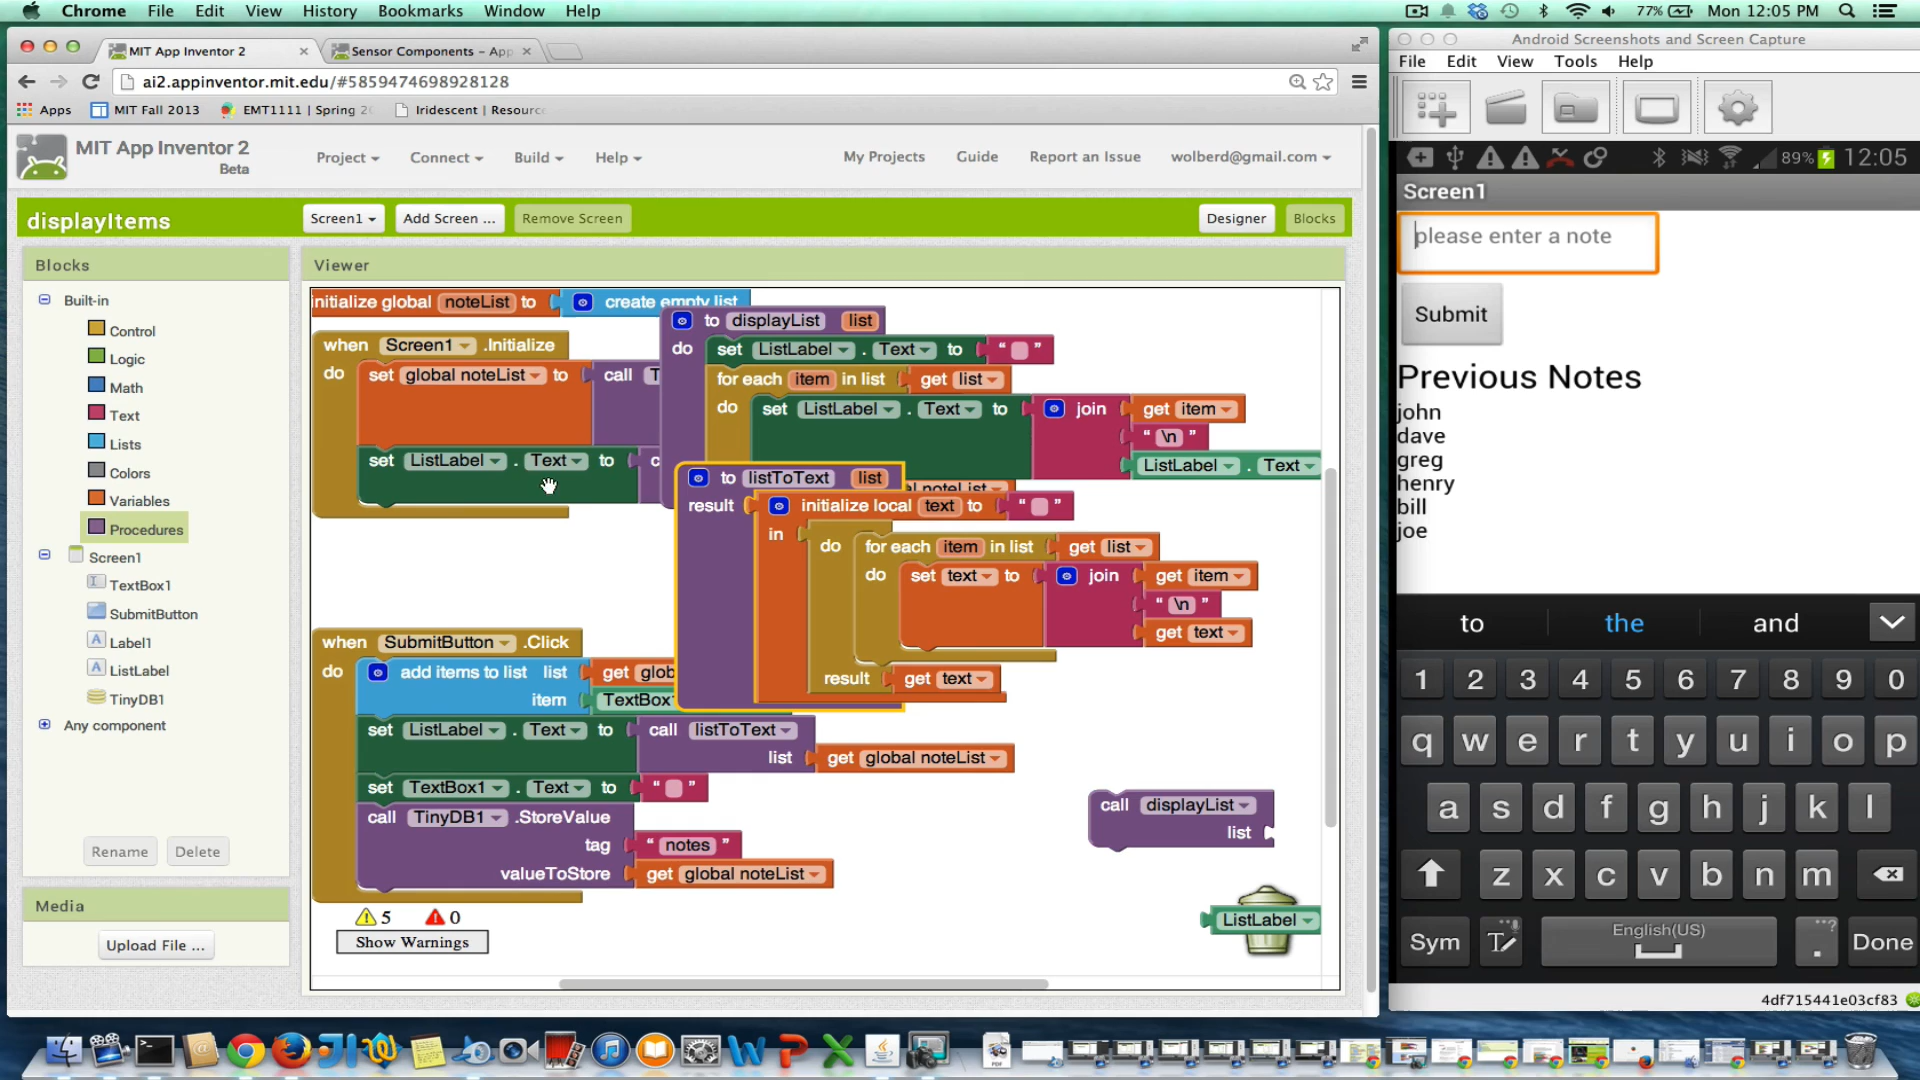 Chrome File Edit View History Bookmarks Window Help
77% Mon 12:05 PM
MIT App Inventor 2
Sensor Components – App
ai2.appinventor.mit.edu/#5859474698928128
Apps MIT Fall 2013 EMT1111 | Spring 2 Iridescent | Resourc
MIT App Inventor 2
Beta
Project Connect Build Help
My Projects Guide Report an Issue wolberd@gmail.com
displayItems
Screen1 Add Screen ... Remove Screen
Designer Blocks
Blocks
Built-in
Control
Logic
Math
Text
Lists
Colors
Variables
Procedures
Screen1
TextBox1
SubmitButton
Label1
ListLabel
TinyDB1
Any component
Rename Delete
Media
Upload File ...
Viewer
initialize global noteList to create empty list
when Screen1 .Initialize
do set global noteList to call T
set ListLabel . Text to c
to displayList list
do set ListLabel . Text to " "
for each item in list get list
do set ListLabel . Text to join get item
" \n "
ListLabel . Text
al noteList
to listToText list
result initialize local text to " "
in do for each item in list get list
do set text to join get item
" \n "
get text
result get text
when SubmitButton .Click
do add items to list list get glob
item TextBox
set ListLabel . Text to call listToText
list get global noteList
set TextBox1 . Text to " "
call TinyDB1 .StoreValue
tag " notes "
valueToStore get global noteList
call displayList
list
ListLabel
5 0
Show Warnings
Android Screenshots and Screen Capture
File Edit View Tools Help
89% 12:05
Screen1
please enter a note
Submit
Previous Notes
john
dave
greg
henry
bill
joe
to the and
1 2 3 4 5 6 7 8 9 0
q w e r t y u i o p
a s d f g h j k l
z x c v b n m
Sym English(US) . Done
4df715441e03cf83